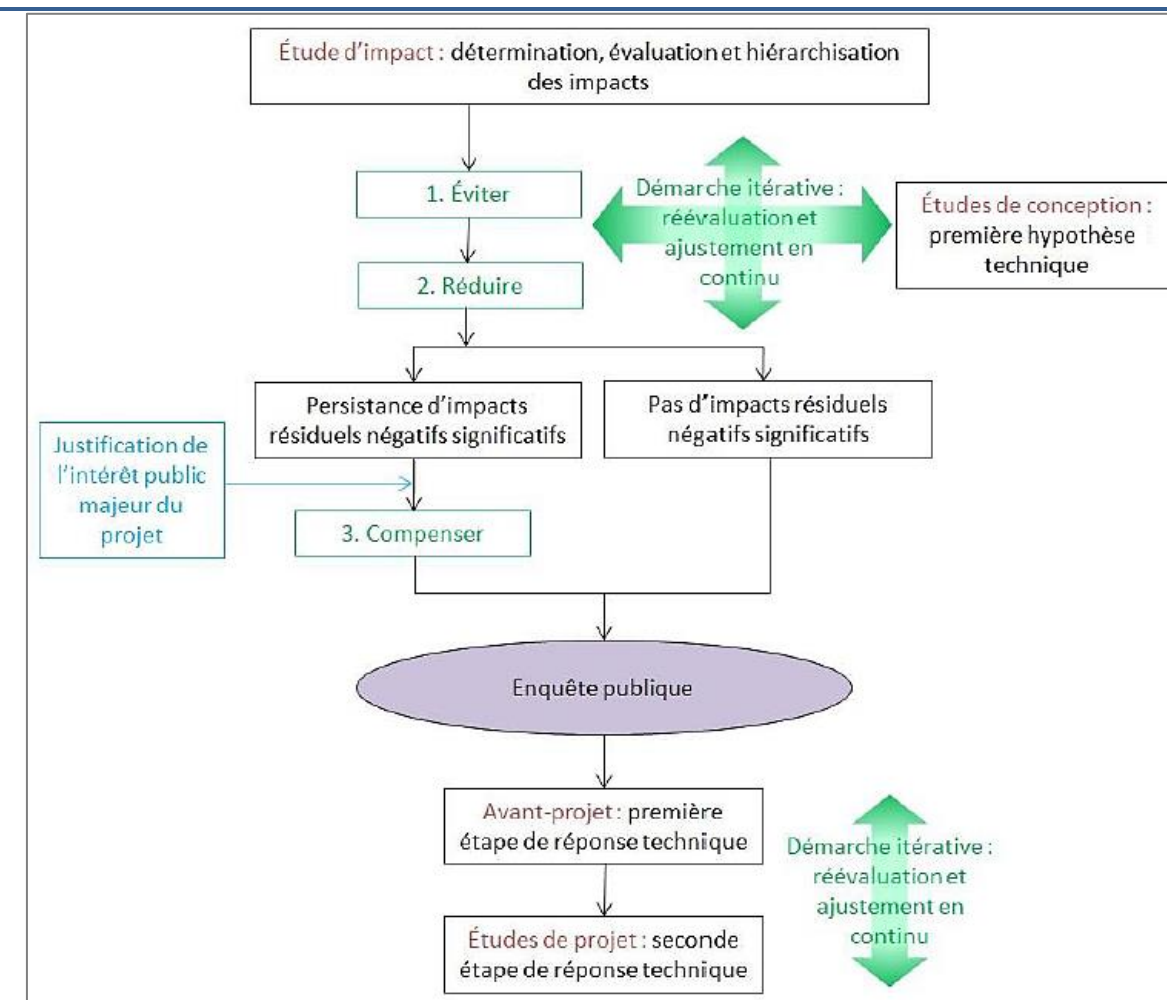 Étude d'impact : détermination, évaluation et hiérarchisation
des impacts
1. Éviter
Démarche itérative :
réévaluation et
ajustement en
continu
Études de conception :
première hypothèse
technique
2. Réduire
Persistance d'impacts
résiduels négatifs significatifs
Pas d'impacts résiduels
négatifs significatifs
Justification de
l'intérêt public
majeur du
projet
3. Compenser
Enquête publique
Avant-projet : première
étape de réponse technique
Démarche itérative :
réévaluation et
ajustement en
continu
Études de projet : seconde
étape de réponse technique